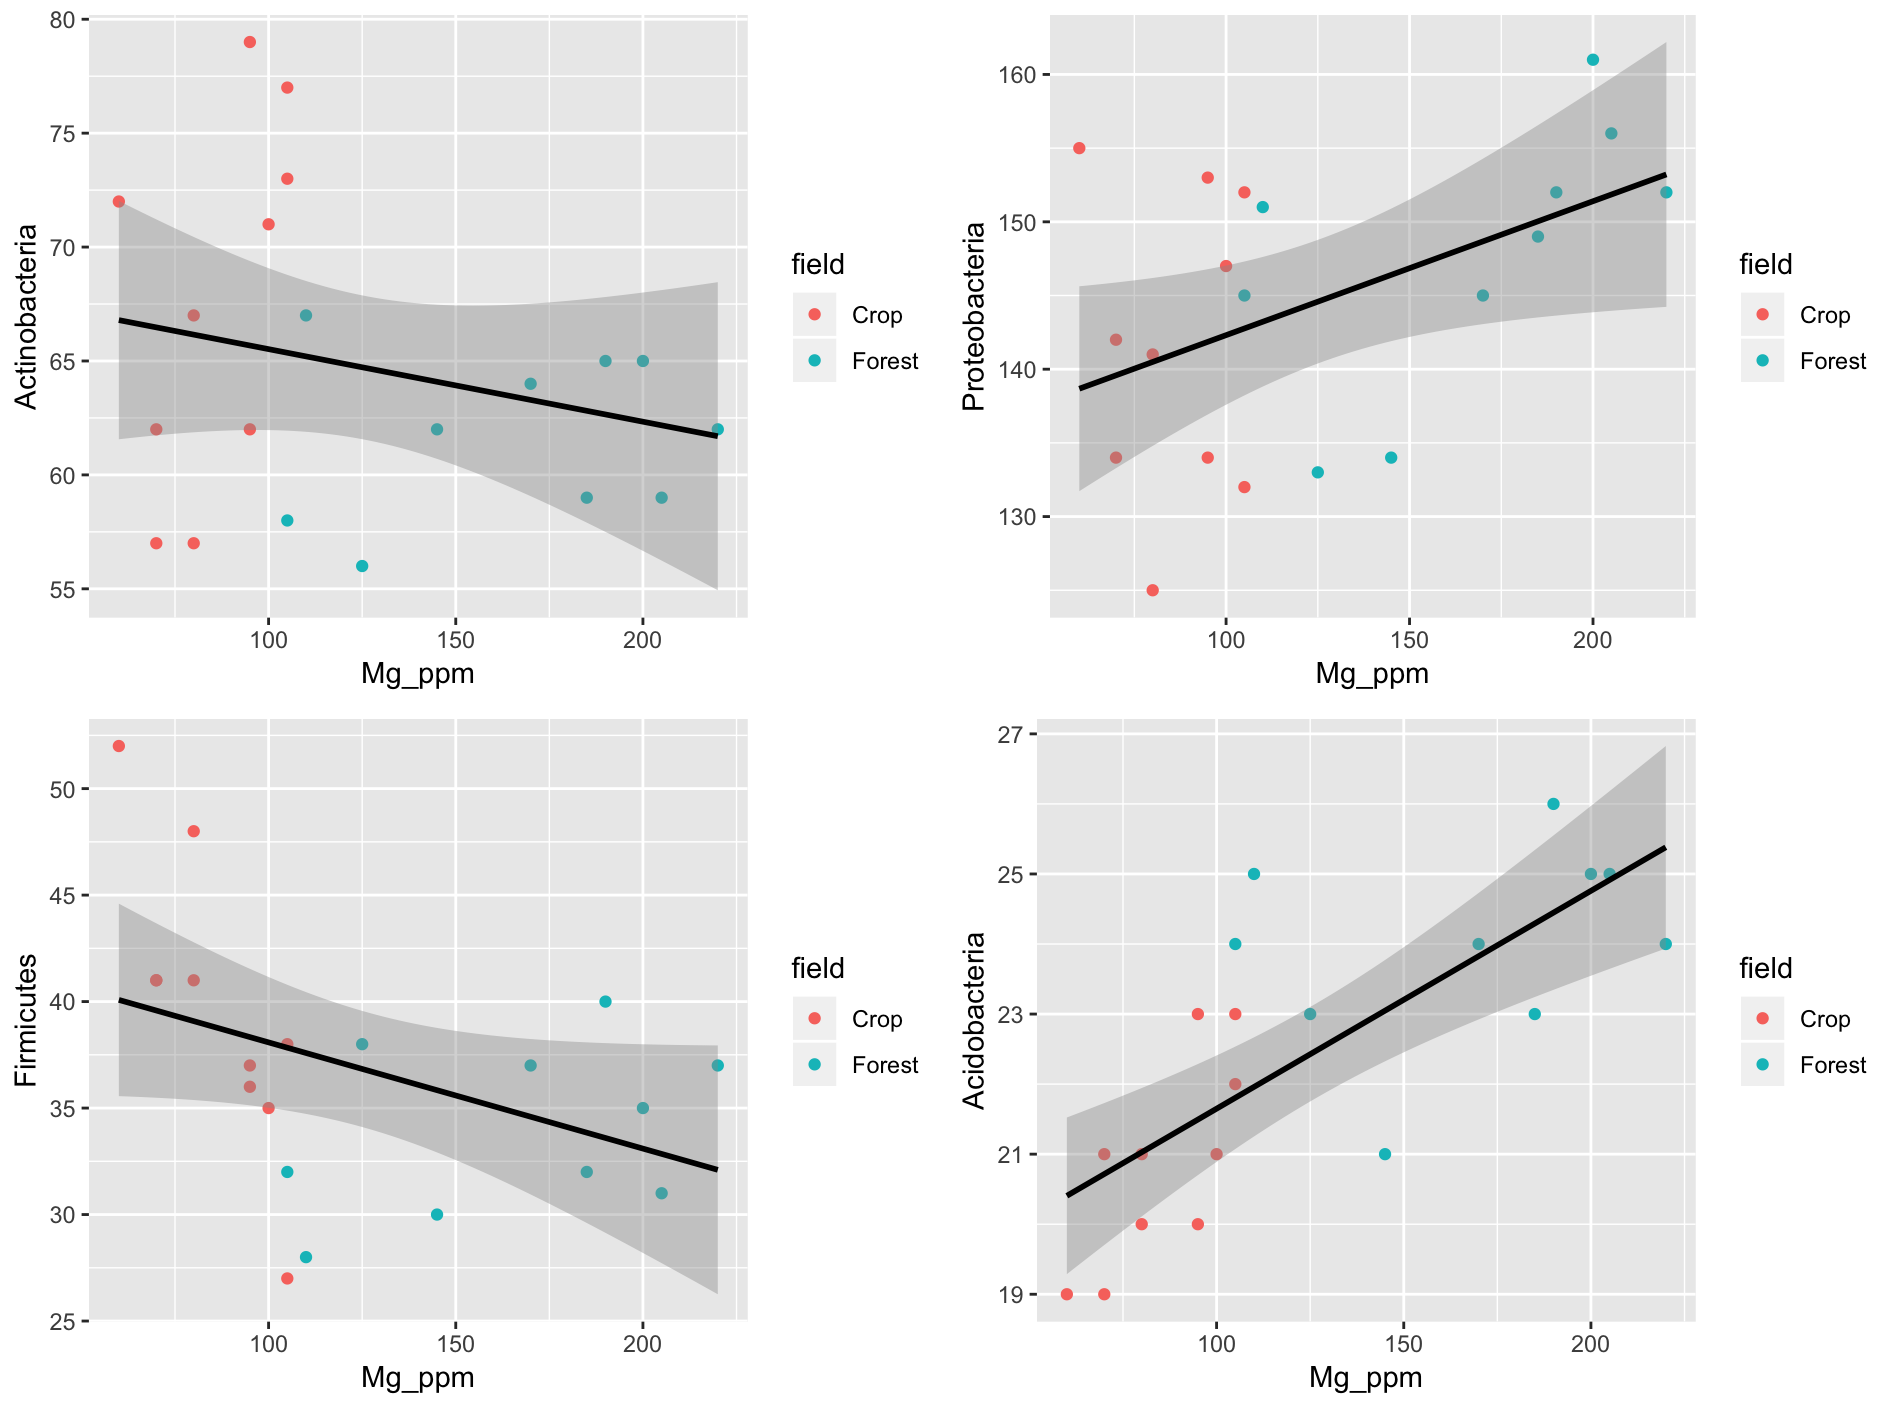 80
75
70
65
60
55
Actinobacteria
100 150 200
Mg_ppm
field
Crop
Forest
160
150
140
130
Proteobacteria
100 150 200
Mg_ppm
field
Crop
Forest
50
45
40
35
30
25
Firmicutes
100 150 200
Mg_ppm
field
Crop
Forest
27
25
23
21
19
Acidobacteria
100 150 200
Mg_ppm
field
Crop
Forest